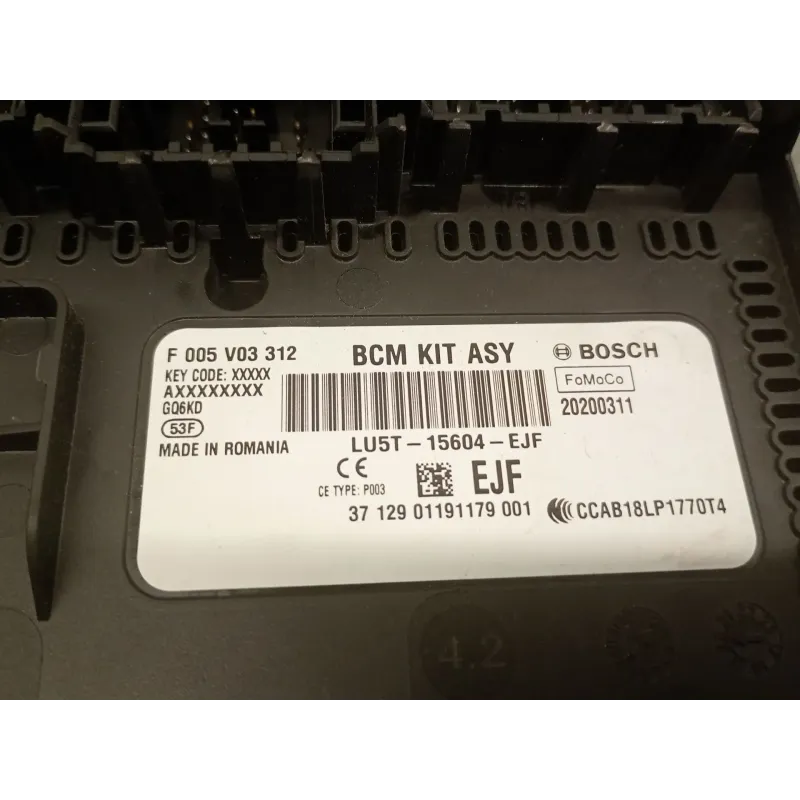 F 005 V03 312 BCM KIT ASY BOSCH
KEY CODE: XXXXX
AXXXXXXXX FoMoCo
GQ6KD 20200311
53F
MADE IN ROMANIA LU5T-15604-EJF
CE
CE TYPE: P003 EJF
37 129 01191179 001 CCAB18LP1770T4
4.2